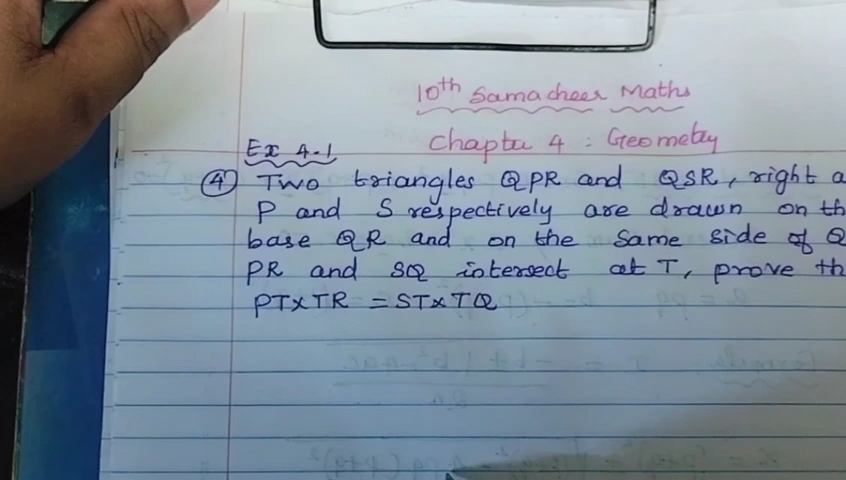 10th Samacheer Maths
Chapter 4 : Geometry
Ex 4.1
④ Two triangles QPR and QSR, right a
P and S respectively are drawn on th
base QR and on the same side of Q
PR and SQ intersect at T, prove th
PT×TR = ST×TQ